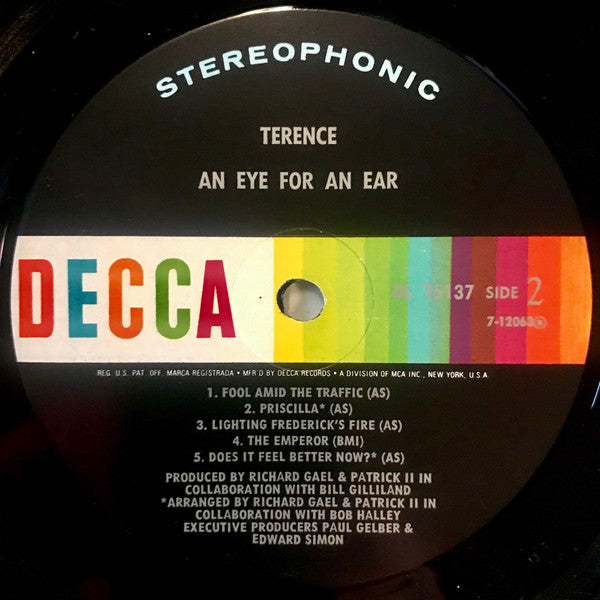 STEREOPHONIC
TERENCE
AN EYE FOR AN EAR
DECCA
75137 SIDE 2
7-12063
REG. U.S. PAT. OFF. MARCA REGISTRADA • MFR'D BY DECCA RECORDS • A DIVISION OF MCA INC., NEW YORK, U.S.A.
1. FOOL AMID THE TRAFFIC (AS)
2. PRISCILLA* (AS)
3. LIGHTING FREDERICK'S FIRE (AS)
4. THE EMPEROR (BMI)
5. DOES IT FEEL BETTER NOW?* (AS)
PRODUCED BY RICHARD GAEL & PATRICK II IN
COLLABORATION WITH BILL GILLILAND
*ARRANGED BY RICHARD GAEL & PATRICK II IN
COLLABORATION WITH BOB HALLEY
EXECUTIVE PRODUCERS PAUL GELBER &
EDWARD SIMON